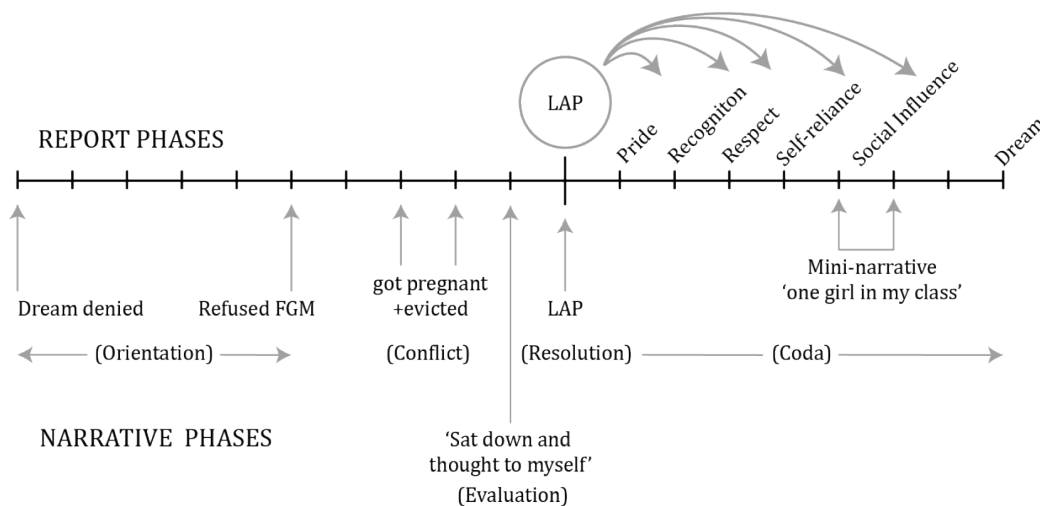 LAP
REPORT PHASES
Pride
Recogniton
Respect
Self-reliance
Social Influence
Dream
Dream denied
Refused FGM
got pregnant
+evicted
LAP
Mini-narrative
‘one girl in my class’
(Orientation)
(Conflict)
(Resolution)
(Coda)
NARRATIVE PHASES
‘Sat down and
thought to myself’
(Evaluation)